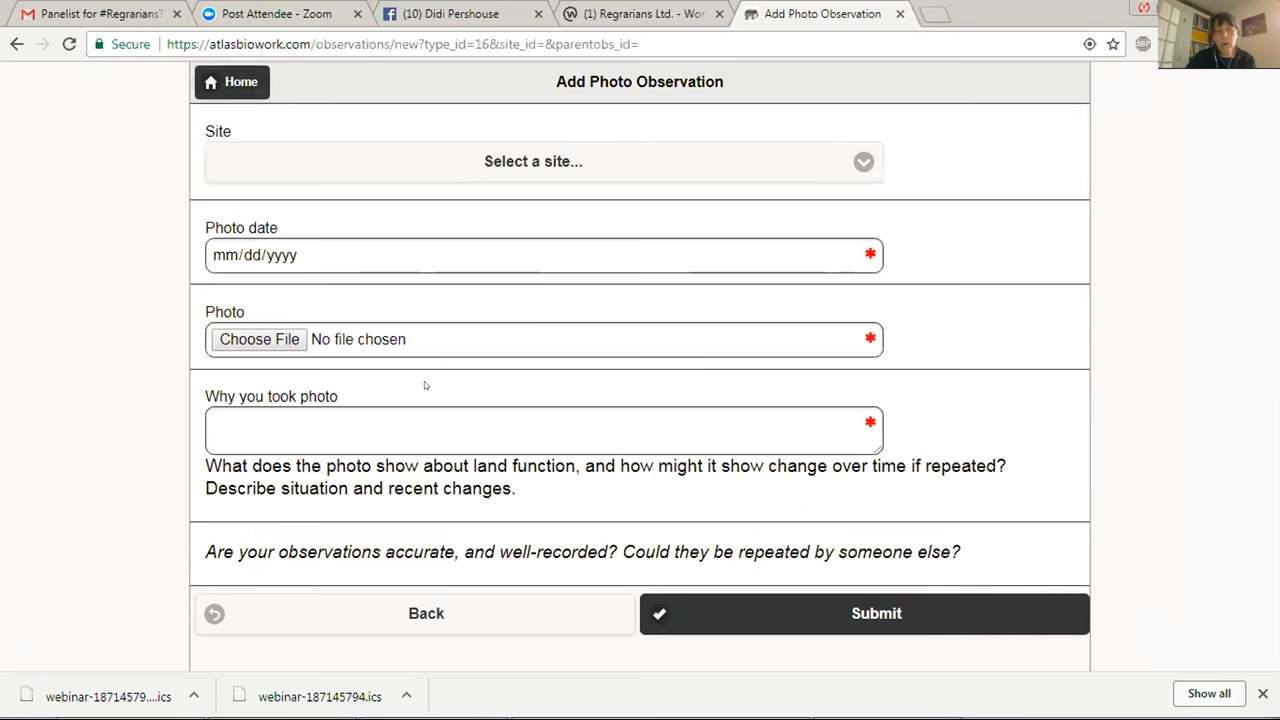 Panelist for #RegrariansT
Post Attendee - Zoom
(10) Didi Pershouse
(1) Regrarians Ltd. - Wor
Add Photo Observation
Secure
https://atlasbiowork.com/observations/new?type_id=16&site_id=&parentobs_id=
ABP
Home
Add Photo Observation
Site
Select a site...
Photo date
mm/dd/yyyy
Photo
Choose File No file chosen
Why you took photo
What does the photo show about land function, and how might it show change over time if repeated?
Describe situation and recent changes.
Are your observations accurate, and well-recorded? Could they be repeated by someone else?
Back
Submit
webinar-18714579....ics
webinar-187145794.ics
Show all